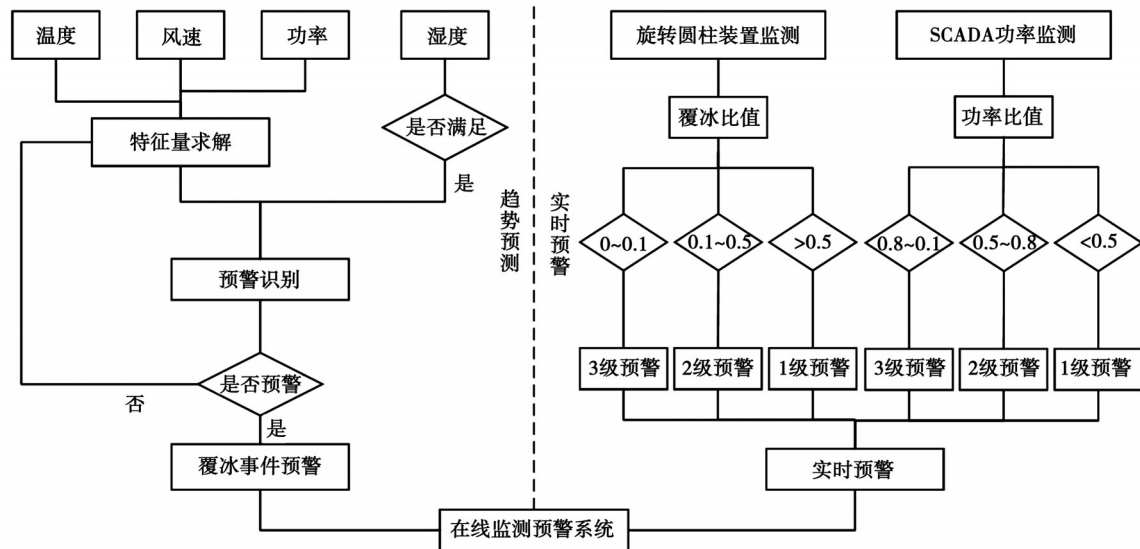 温度
风速
功率
湿度
特征量求解
是否满足
是
预警识别
是否预警
否
是
覆冰事件预警
趋势预测
实时预警
旋转圆柱装置监测
SCADA功率监测
覆冰比值
功率比值
0~0.1
0.1~0.5
>0.5
0.8~0.1
0.5~0.8
<0.5
3级预警
2级预警
1级预警
3级预警
2级预警
1级预警
实时预警
在线监测预警系统